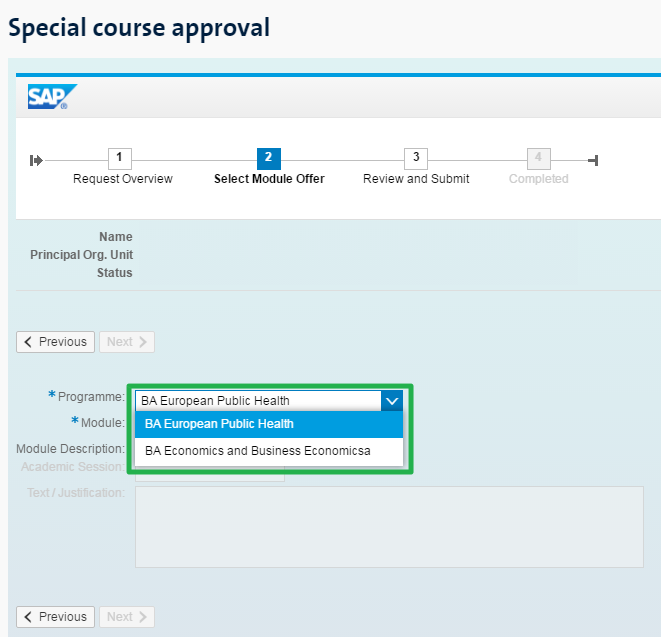 Special course approval
SAP®
1 2 3 4
Request Overview Select Module Offer Review and Submit Completed
Name
Principal Org. Unit
Status
Previous Next
*Programme: BA European Public Health
*Module: BA European Public Health
Module Description: BA Economics and Business Economicsa
Academic Session:
Text / Justification:
Previous Next